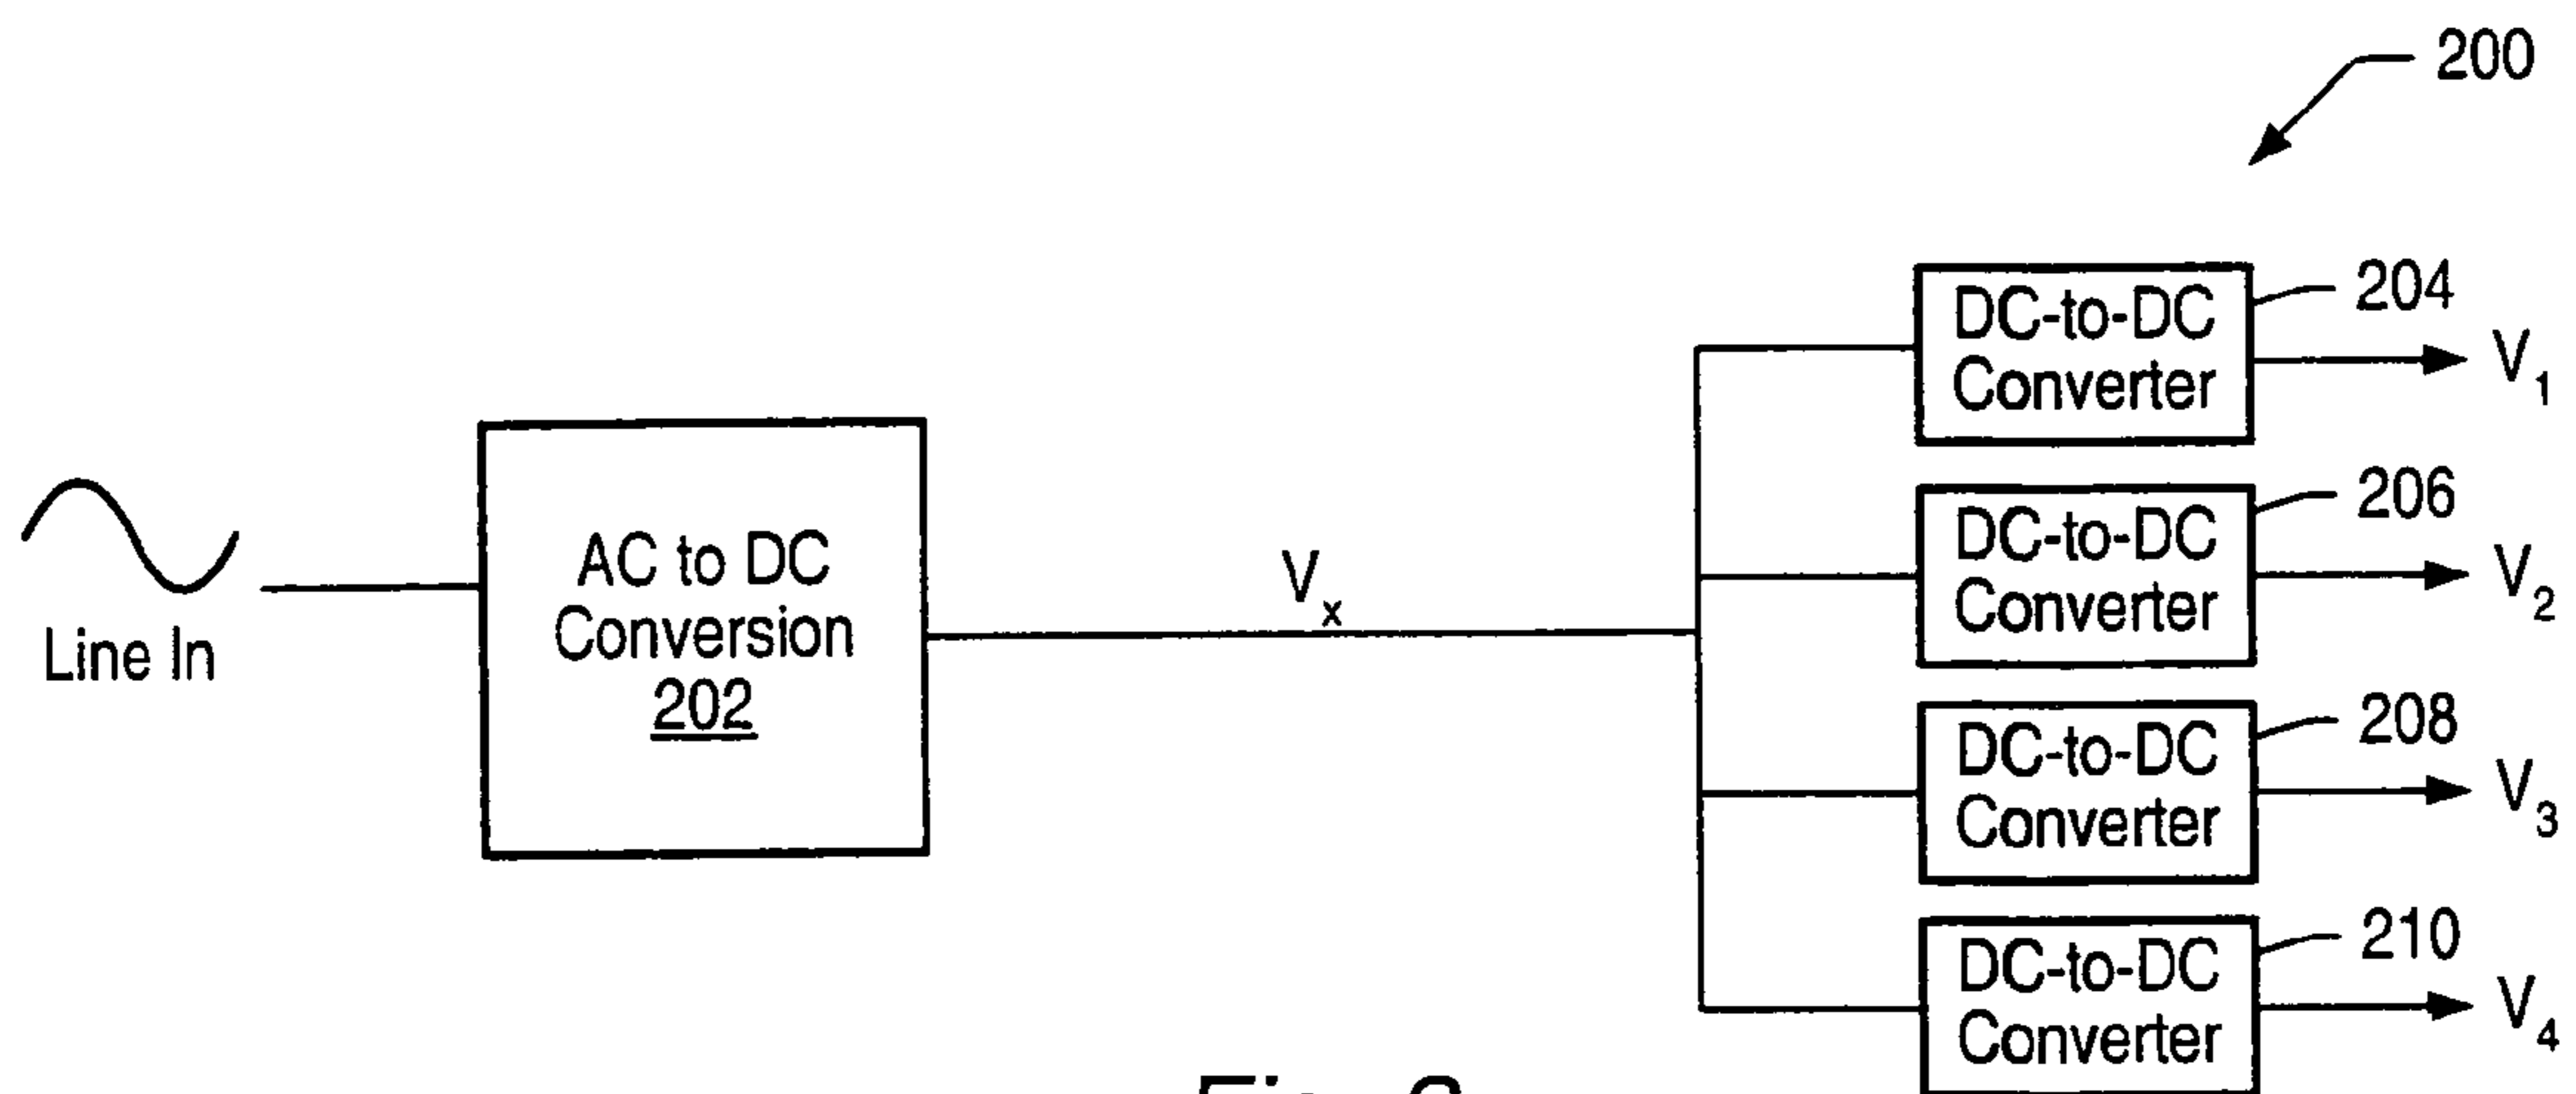 200
DC-to-DC
Converter
204
V1
DC-to-DC
Converter
206
V2
Line In
AC to DC
Conversion
202
Vx
DC-to-DC
Converter
208
V3
DC-to-DC
Converter
210
V4